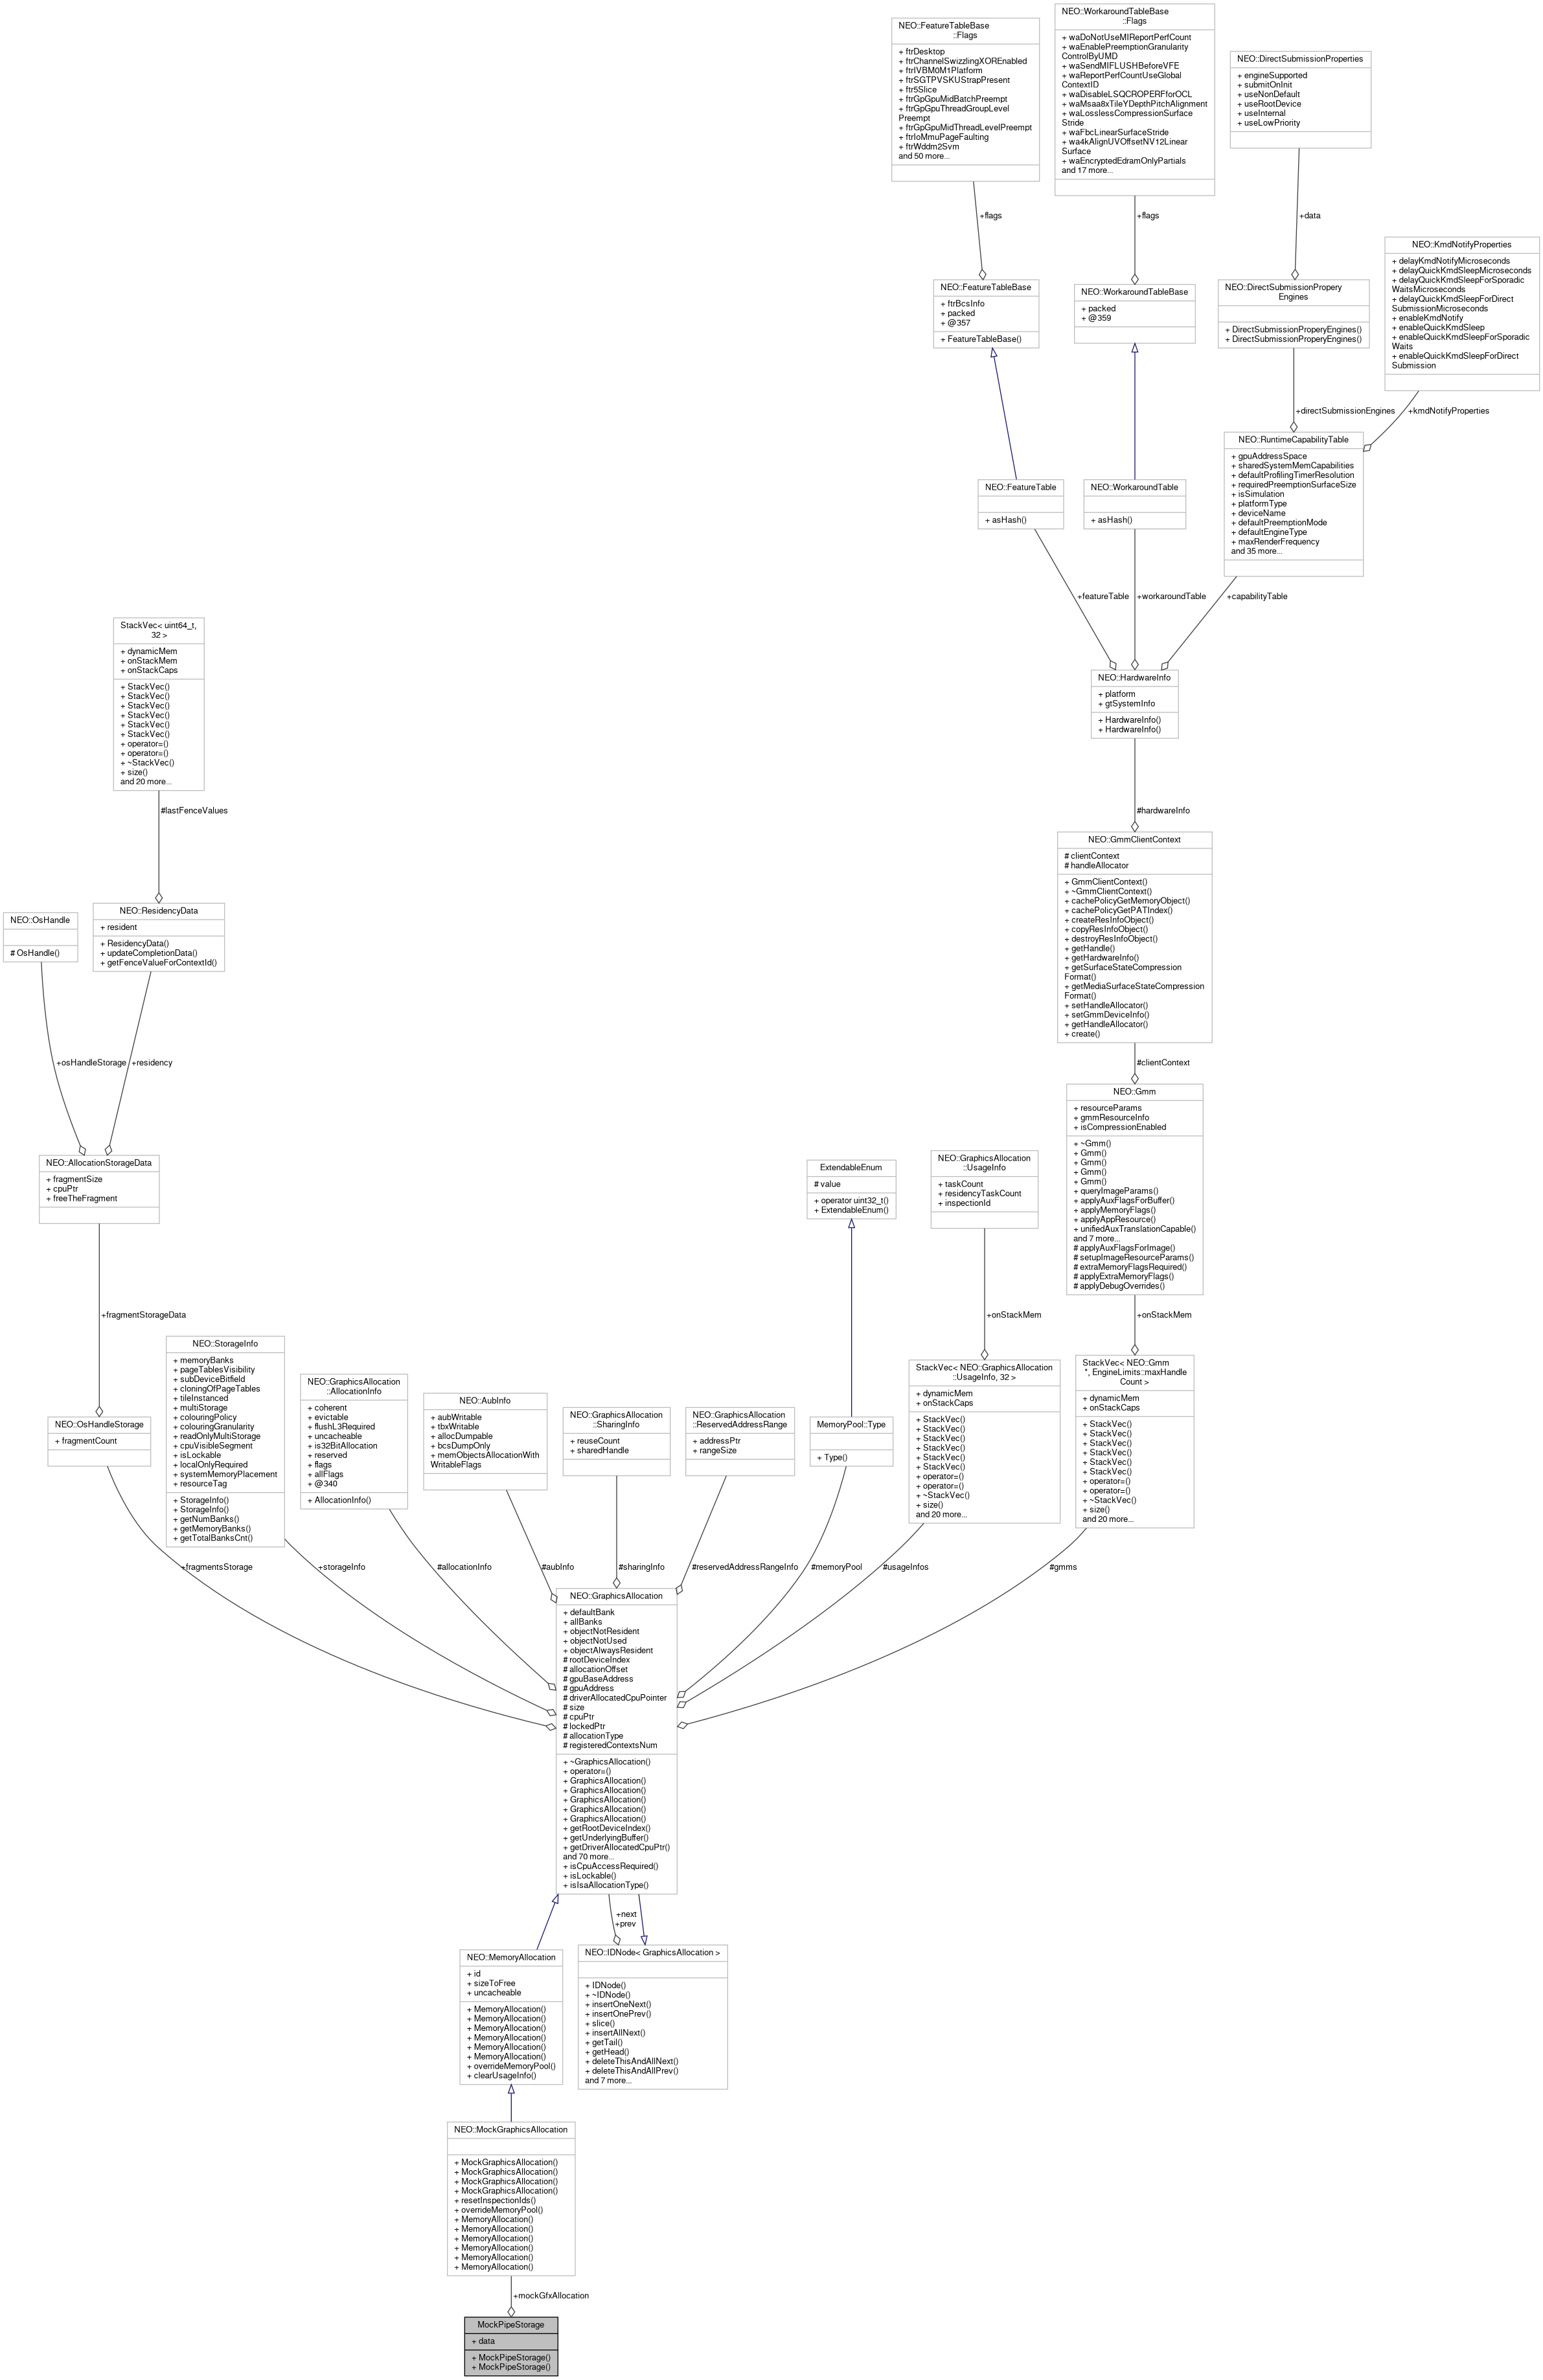 NEO::FeatureTableBase
::Flags
+ ftrDesktop
+ ftrChannelSwizzlingXOREnabled
+ ftrIVBM0M1Platform
+ ftrSGTPVSKUStrapPresent
+ ftr5Slice
+ ftrGpGpuMidBatchPreempt
+ ftrGpGpuThreadGroupLevel
Preempt
+ ftrGpGpuMidThreadLevelPreempt
+ ftrIoMmuPageFaulting
+ ftrWddm2Svm
and 50 more...
NEO::WorkaroundTableBase
::Flags
+ waDoNotUseMIReportPerfCount
+ waEnablePreemptionGranularity
ControlByUMD
+ waSendMIFLUSHBeforeVFE
+ waReportPerfCountUseGlobal
ContextID
+ waDisableLSQCROPERFforOCL
+ waMsaa8xTileYDepthPitchAlignment
+ waLosslessCompressionSurface
Stride
+ waFbcLinearSurfaceStride
+ wa4kAlignUVOffsetNV12Linear
Surface
+ waEncryptedEdramOnlyPartials
and 17 more...
NEO::DirectSubmissionProperties
+ engineSupported
+ submitOnInit
+ useNonDefault
+ useRootDevice
+ useInternal
+ useLowPriority
+flags
+flags
+data
NEO::KmdNotifyProperties
+ delayKmdNotifyMicroseconds
+ delayQuickKmdSleepMicroseconds
+ delayQuickKmdSleepForSporadic
WaitsMicroseconds
+ delayQuickKmdSleepForDirect
SubmissionMicroseconds
+ enableKmdNotify
+ enableQuickKmdSleep
+ enableQuickKmdSleepForSporadic
Waits
+ enableQuickKmdSleepForDirect
Submission
NEO::FeatureTableBase
+ ftrBcsInfo
+ packed
+ @357
+ FeatureTableBase()
NEO::WorkaroundTableBase
+ packed
+ @359
NEO::DirectSubmissionPropery
Engines
+ DirectSubmissionProperyEngines()
+ DirectSubmissionProperyEngines()
+directSubmissionEngines
+kmdNotifyProperties
NEO::FeatureTable
+ asHash()
NEO::WorkaroundTable
+ asHash()
NEO::RuntimeCapabilityTable
+ gpuAddressSpace
+ sharedSystemMemCapabilities
+ defaultProfilingTimerResolution
+ requiredPreemptionSurfaceSize
+ isSimulation
+ platformType
+ deviceName
+ defaultPreemptionMode
+ defaultEngineType
+ maxRenderFrequency
and 35 more...
+featureTable
+workaroundTable
+capabilityTable
StackVec< uint64_t,
32 >
+ dynamicMem
+ onStackMem
+ onStackCaps
+ StackVec()
+ StackVec()
+ StackVec()
+ StackVec()
+ StackVec()
+ StackVec()
+ operator=()
+ operator=()
+ ~StackVec()
+ size()
and 20 more...
NEO::HardwareInfo
+ platform
+ gtSystemInfo
+ HardwareInfo()
+ HardwareInfo()
#lastFenceValues
#hardwareInfo
NEO::GmmClientContext
# clientContext
# handleAllocator
+ GmmClientContext()
+ ~GmmClientContext()
+ cachePolicyGetMemoryObject()
+ cachePolicyGetPATIndex()
+ createResInfoObject()
+ copyResInfoObject()
+ destroyResInfoObject()
+ getHandle()
+ getHardwareInfo()
+ getSurfaceStateCompression
Format()
+ getMediaSurfaceStateCompression
Format()
+ setHandleAllocator()
+ setGmmDeviceInfo()
+ getHandleAllocator()
+ create()
NEO::OsHandle
# OsHandle()
NEO::ResidencyData
+ resident
+ ResidencyData()
+ updateCompletionData()
+ getFenceValueForContextId()
+osHandleStorage
+residency
#clientContext
NEO::Gmm
+ resourceParams
+ gmmResourceInfo
+ isCompressionEnabled
+ ~Gmm()
+ Gmm()
+ Gmm()
+ Gmm()
+ Gmm()
+ queryImageParams()
+ applyAuxFlagsForBuffer()
+ applyMemoryFlags()
+ applyAppResource()
+ unifiedAuxTranslationCapable()
and 7 more...
# applyAuxFlagsForImage()
# setupImageResourceParams()
# extraMemoryFlagsRequired()
# applyExtraMemoryFlags()
# applyDebugOverrides()
NEO::AllocationStorageData
+ fragmentSize
+ cpuPtr
+ freeTheFragment
ExtendableEnum
# value
+ operator uint32_t()
+ ExtendableEnum()
NEO::GraphicsAllocation
::UsageInfo
+ taskCount
+ residencyTaskCount
+ inspectionId
+fragmentStorageData
+onStackMem
+onStackMem
NEO::OsHandleStorage
+ fragmentCount
NEO::StorageInfo
+ memoryBanks
+ pageTablesVisibility
+ subDeviceBitfield
+ cloningOfPageTables
+ tileInstanced
+ multiStorage
+ colouringPolicy
+ colouringGranularity
+ readOnlyMultiStorage
+ cpuVisibleSegment
+ isLockable
+ localOnlyRequired
+ systemMemoryPlacement
+ resourceTag
+ StorageInfo()
+ StorageInfo()
+ getNumBanks()
+ getMemoryBanks()
+ getTotalBanksCnt()
NEO::GraphicsAllocation
::AllocationInfo
+ coherent
+ evictable
+ flushL3Required
+ uncacheable
+ is32BitAllocation
+ reserved
+ flags
+ allFlags
+ @340
+ AllocationInfo()
NEO::AubInfo
+ aubWritable
+ tbxWritable
+ allocDumpable
+ bcsDumpOnly
+ memObjectsAllocationWith
WritableFlags
NEO::GraphicsAllocation
::SharingInfo
+ reuseCount
+ sharedHandle
NEO::GraphicsAllocation
::ReservedAddressRange
+ addressPtr
+ rangeSize
MemoryPool::Type
+ Type()
StackVec< NEO::GraphicsAllocation
::UsageInfo, 32 >
+ dynamicMem
+ onStackCaps
+ StackVec()
+ StackVec()
+ StackVec()
+ StackVec()
+ StackVec()
+ StackVec()
+ operator=()
+ operator=()
+ ~StackVec()
+ size()
and 20 more...
StackVec< NEO::Gmm
*, EngineLimits::maxHandle
Count >
+ dynamicMem
+ onStackCaps
+ StackVec()
+ StackVec()
+ StackVec()
+ StackVec()
+ StackVec()
+ StackVec()
+ operator=()
+ operator=()
+ ~StackVec()
+ size()
and 20 more...
+fragmentsStorage
+storageInfo
#allocationInfo
#aubInfo
#sharingInfo
#reservedAddressRangeInfo
#memoryPool
#usageInfos
#gmms
NEO::GraphicsAllocation
+ defaultBank
+ allBanks
+ objectNotResident
+ objectNotUsed
+ objectAlwaysResident
# rootDeviceIndex
# allocationOffset
# gpuBaseAddress
# gpuAddress
# driverAllocatedCpuPointer
# size
# cpuPtr
# lockedPtr
# allocationType
# registeredContextsNum
+ ~GraphicsAllocation()
+ operator=()
+ GraphicsAllocation()
+ GraphicsAllocation()
+ GraphicsAllocation()
+ GraphicsAllocation()
+ GraphicsAllocation()
+ getRootDeviceIndex()
+ getUnderlyingBuffer()
+ getDriverAllocatedCpuPtr()
and 70 more...
+ isCpuAccessRequired()
+ isLockable()
+ isIsaAllocationType()
+next
+prev
NEO::MemoryAllocation
+ id
+ sizeToFree
+ uncacheable
+ MemoryAllocation()
+ MemoryAllocation()
+ MemoryAllocation()
+ MemoryAllocation()
+ MemoryAllocation()
+ MemoryAllocation()
+ overrideMemoryPool()
+ clearUsageInfo()
NEO::IDNode< GraphicsAllocation >
+ IDNode()
+ ~IDNode()
+ insertOneNext()
+ insertOnePrev()
+ slice()
+ insertAllNext()
+ getTail()
+ getHead()
+ deleteThisAndAllNext()
+ deleteThisAndAllPrev()
and 7 more...
NEO::MockGraphicsAllocation
+ MockGraphicsAllocation()
+ MockGraphicsAllocation()
+ MockGraphicsAllocation()
+ MockGraphicsAllocation()
+ resetInspectionIds()
+ overrideMemoryPool()
+ MemoryAllocation()
+ MemoryAllocation()
+ MemoryAllocation()
+ MemoryAllocation()
+ MemoryAllocation()
+ MemoryAllocation()
+mockGfxAllocation
MockPipeStorage
+ data
+ MockPipeStorage()
+ MockPipeStorage()